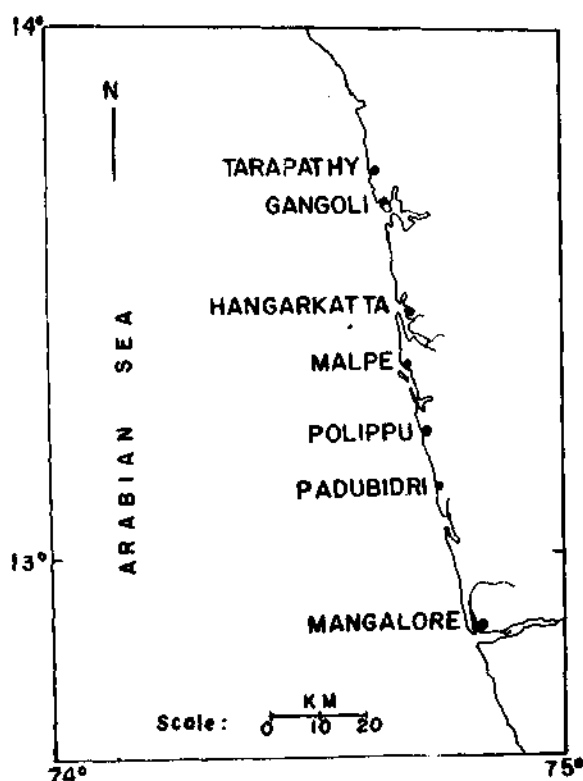 14°
N
TARAPATHY
GANGOLI
HANGARKATTA
ARABIAN SEA
MALPE
POLIPPU
PADUBIDRI
13°
MANGALORE
KM
Scale: 0 10 20
74°
75°